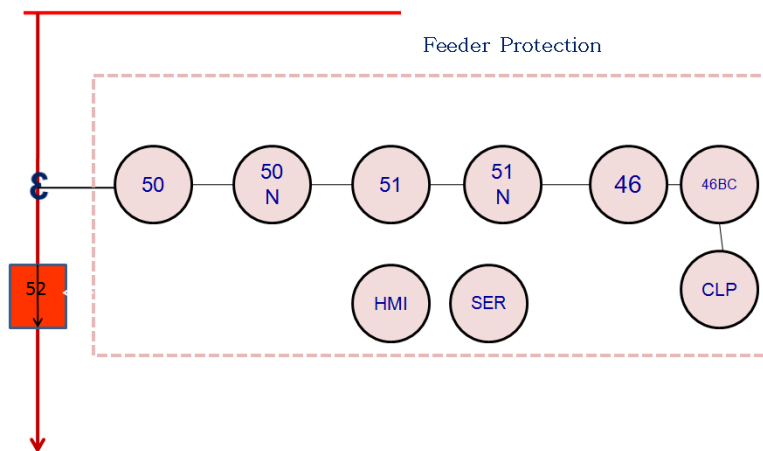 Feeder Protection
50
50
N
51
51
N
46
46BC
52
HMI
SER
CLP